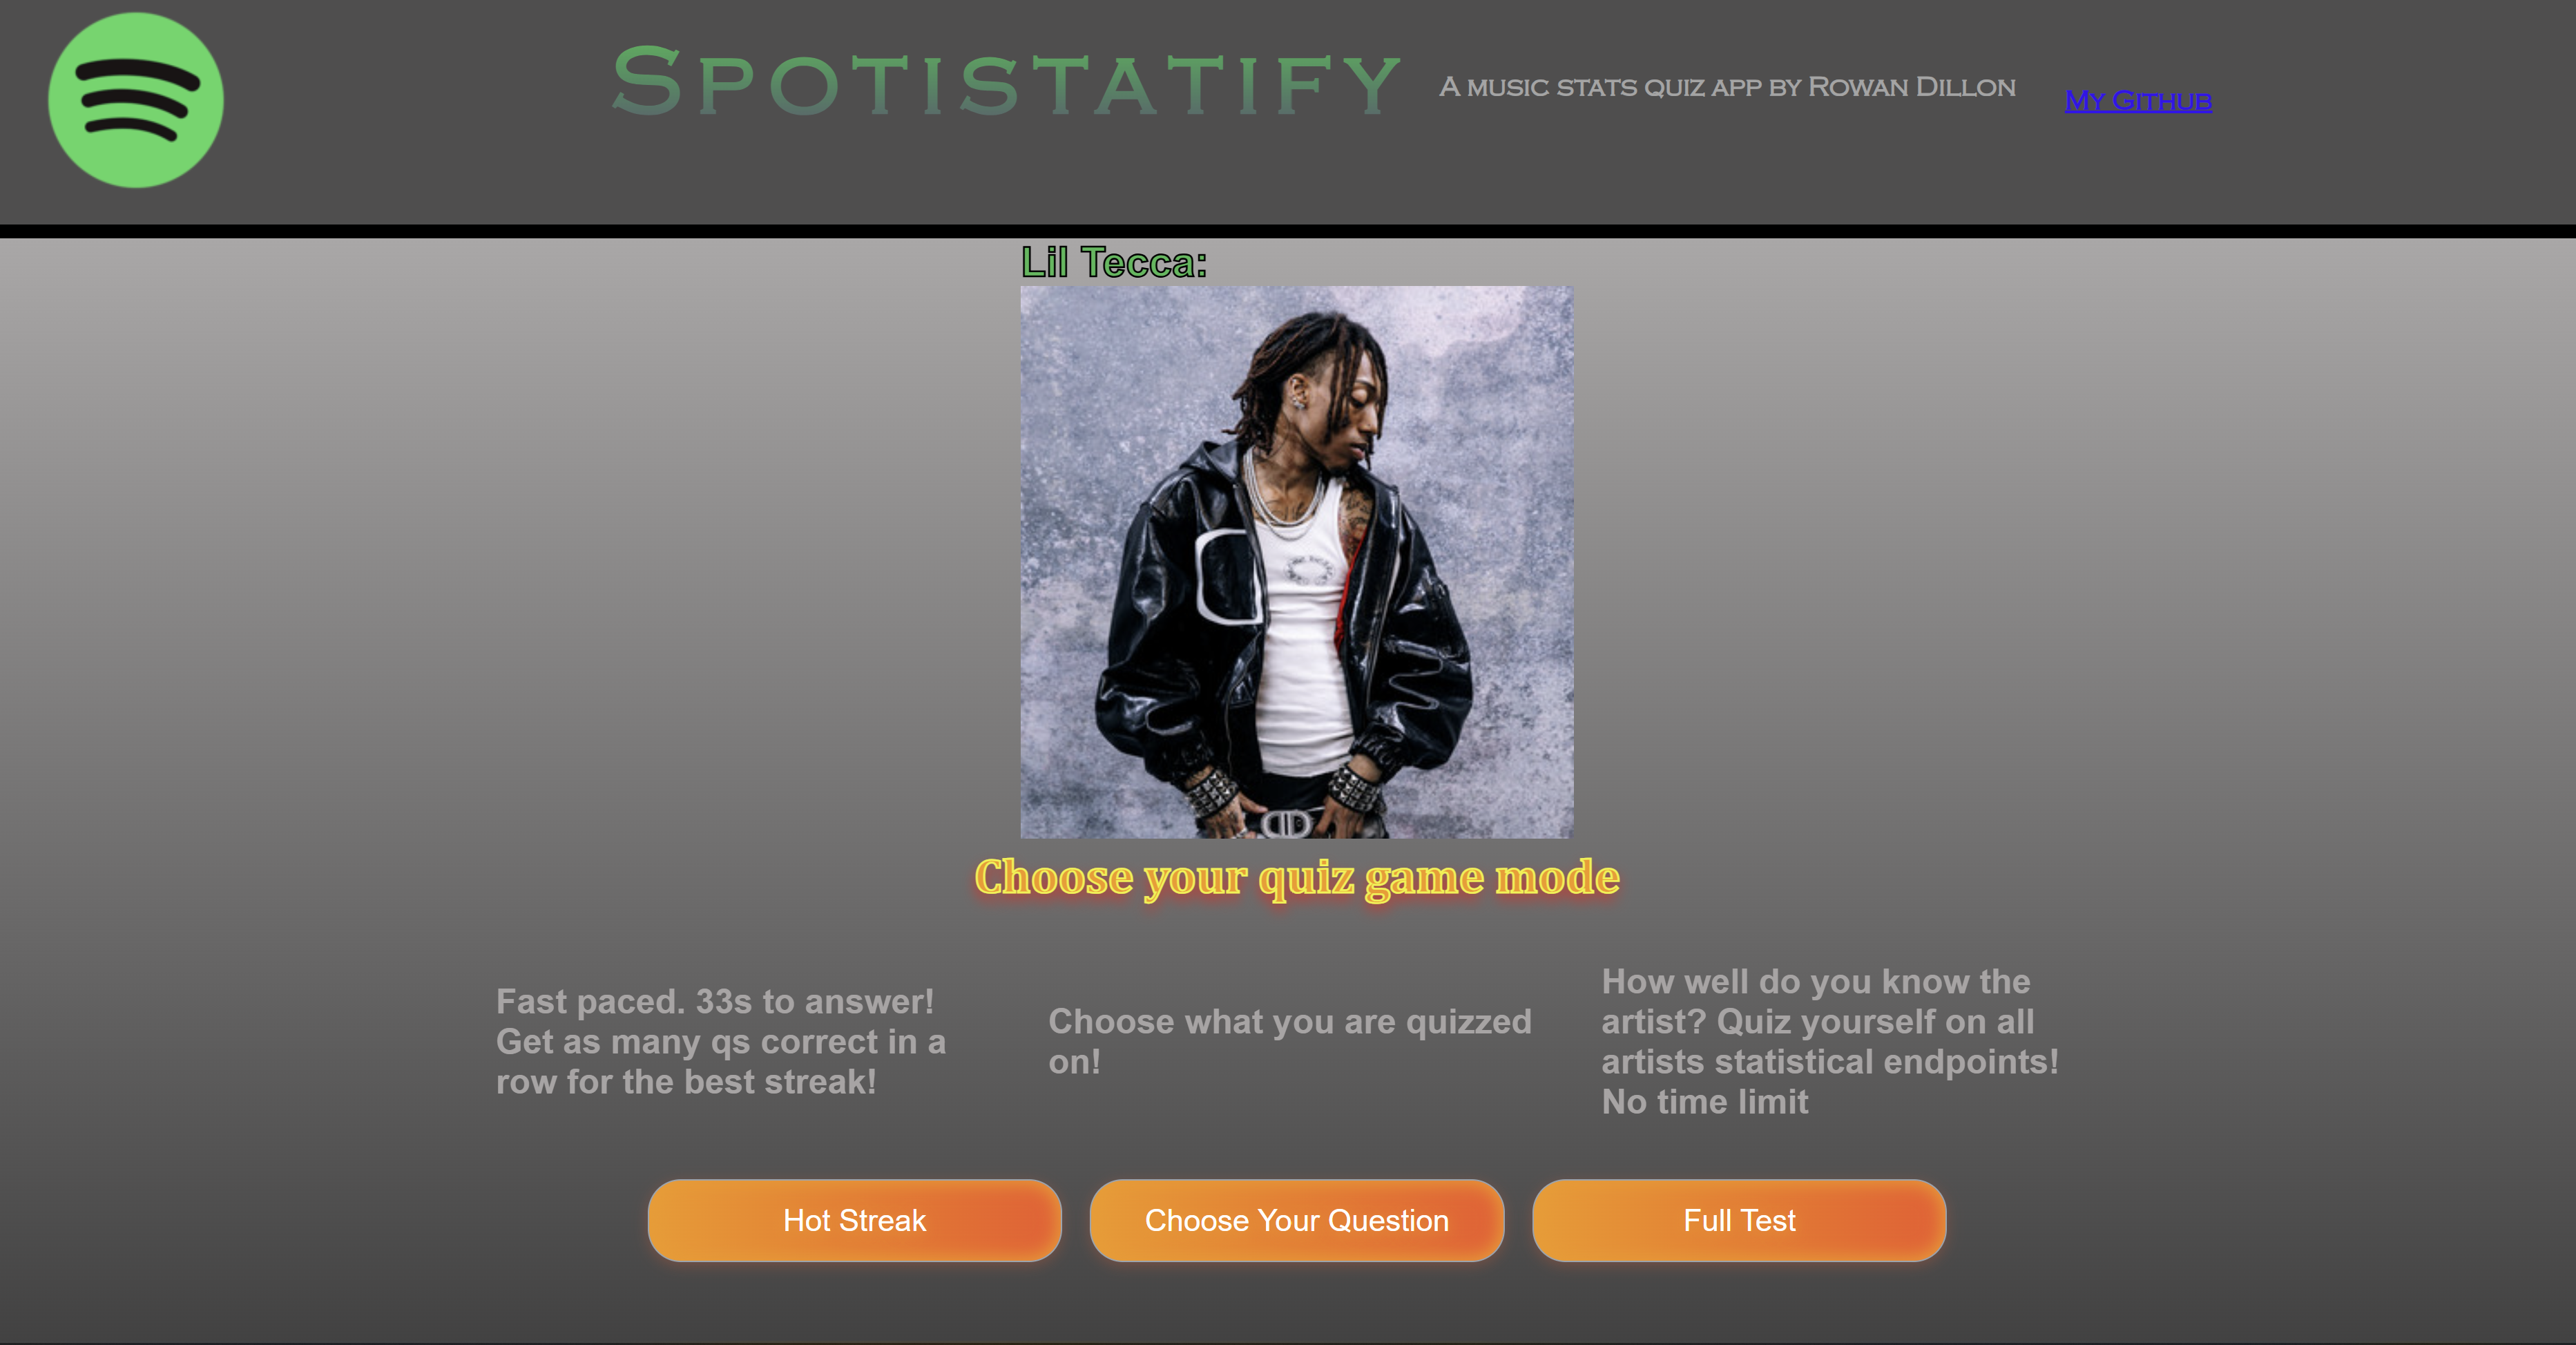 Spotistatify
A music stats quiz app by Rowan Dillon
My Github
Lil Tecca:
Choose your quiz game mode
Fast paced. 33s to answer!
Get as many qs correct in a
row for the best streak!
Choose what you are quizzed
on!
How well do you know the
artist? Quiz yourself on all
artists statistical endpoints!
No time limit
Hot Streak
Choose Your Question
Full Test